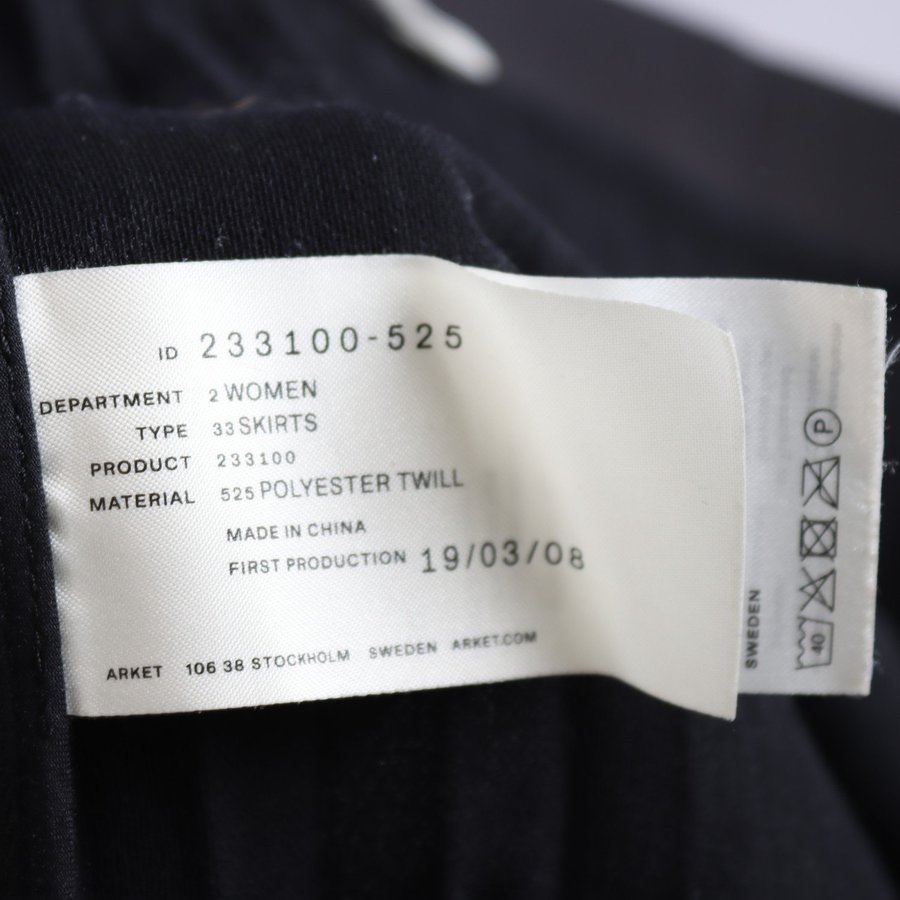 ID 233100-525
DEPARTMENT 2 WOMEN
TYPE 33 SKIRTS
PRODUCT 233100
MATERIAL 525 POLYESTER TWILL
MADE IN CHINA
FIRST PRODUCTION 19/03/08
ARKET 106 38 STOCKHOLM SWEDEN ARKET.COM
SWEDEN
P
40